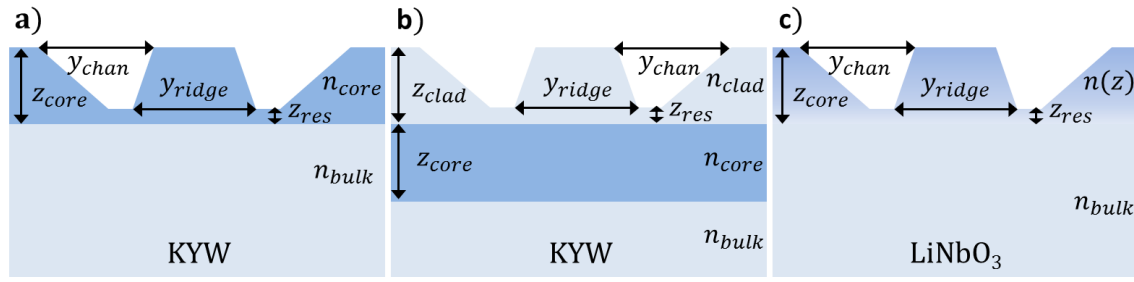 a)
y_chan
z_core
y_ridge
n_core
z_res
n_bulk
KYW
b)
y_chan
z_clad
y_ridge
n_clad
z_res
z_core
n_core
KYW
n_bulk
c)
y_chan
z_core
y_ridge
n(z)
z_res
n_bulk
LiNbO₃